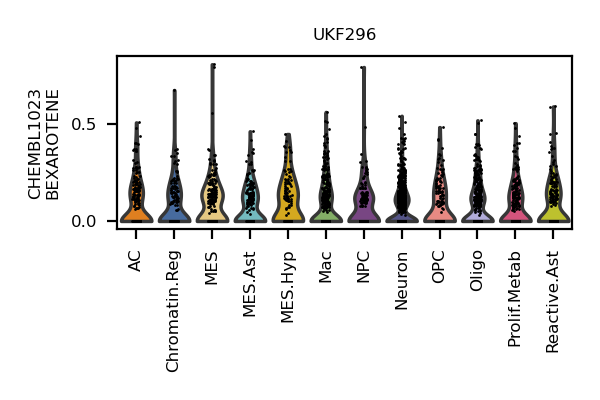 UKF296
CHEMBL1023
BEXAROTENE
0.5
0.0
AC
Chromatin.Reg
MES
MES.Ast
MES.Hyp
Mac
NPC
Neuron
OPC
Oligo
Prolif.Metab
Reactive.Ast